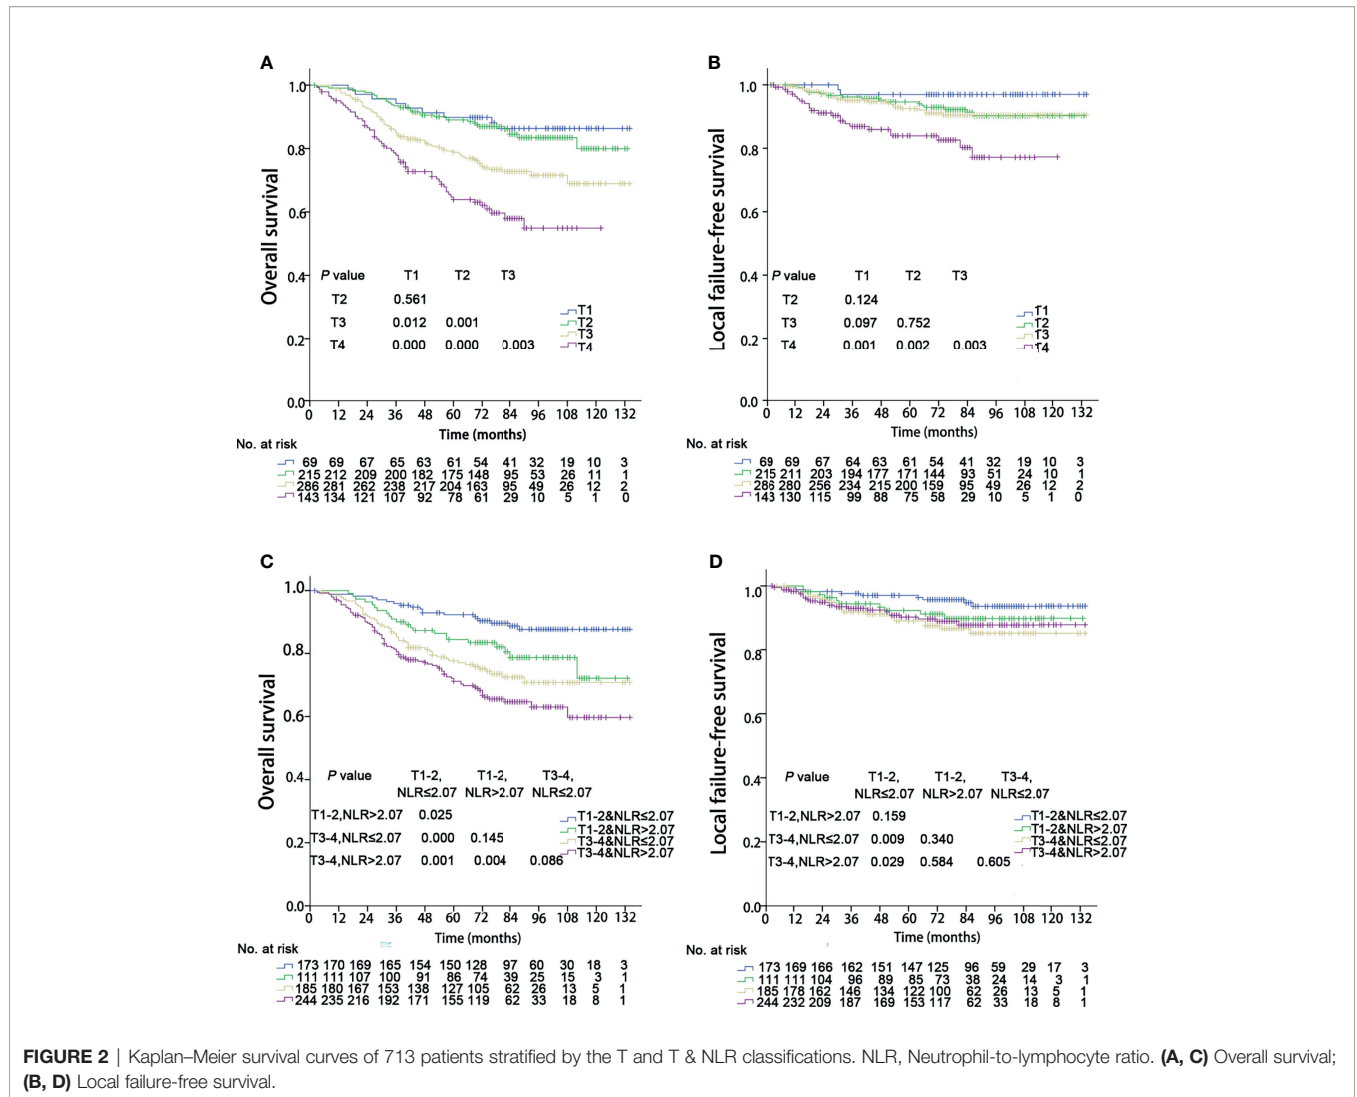 A
Overall survival
1.0
0.8
0.6
0.4
0.2
0.0
P value T1 T2 T3
T2 0.561
T3 0.012 0.001
T4 0.000 0.000 0.003
T1
T2
T3
T4
0 12 24 36 48 60 72 84 96 108 120 132
Time (months)
No. at risk
69 69 67 65 63 61 54 41 32 19 10 3
215 212 209 200 182 175 148 95 53 26 11 1
286 281 262 238 217 204 163 95 49 26 12 2
143 134 121 107 92 78 61 29 10 5 1 0
B
Local failure-free survival
1.0
0.8
0.6
0.4
0.2
0.0
P value T1 T2 T3
T2 0.124
T3 0.097 0.752
T4 0.001 0.002 0.003
T1
T2
T3
T4
0 12 24 36 48 60 72 84 96 108 120 132
Time (months)
No. at risk
69 69 67 64 63 61 54 41 32 19 10 3
215 211 203 194 177 171 144 93 51 24 10 1
286 280 256 234 215 200 159 95 49 26 12 2
143 130 115 99 88 75 58 29 10 5 1 0
C
Overall survival
1.0
0.8
0.6
0.4
0.2
0.0
P value T1-2, T1-2, T3-4,
NLR≤2.07 NLR>2.07 NLR≤2.07
T1-2,NLR>2.07 0.025
T3-4,NLR≤2.07 0.000 0.145
T3-4,NLR>2.07 0.001 0.004 0.086
T1-2&NLR≤2.07
T1-2&NLR>2.07
T3-4&NLR≤2.07
T3-4&NLR>2.07
0 12 24 36 48 60 72 84 96 108 120 132
Time (months)
No. at risk
173 170 169 165 154 150 128 97 60 30 18 3
111 111 107 100 91 86 74 39 25 15 3 1
185 180 167 153 138 127 105 62 26 13 5 1
244 235 216 192 171 155 119 62 33 18 8 1
D
Local failure-free survival
1.0
0.8
0.6
0.4
0.2
0.0
P value T1-2, T1-2, T3-4,
NLR≤2.07 NLR>2.07 NLR≤2.07
T1-2,NLR>2.07 0.159
T3-4,NLR≤2.07 0.009 0.340
T3-4,NLR>2.07 0.029 0.584 0.605
T1-2&NLR≤2.07
T1-2&NLR>2.07
T3-4&NLR≤2.07
T3-4&NLR>2.07
0 12 24 36 48 60 72 84 96 108 120 132
Time (months)
No. at risk
173 169 166 162 151 147 125 96 59 29 17 3
111 111 104 96 89 85 73 38 24 14 3 1
185 178 162 146 134 122 100 62 26 13 5 1
244 232 209 187 169 153 117 62 33 18 8 1
FIGURE 2 | Kaplan–Meier survival curves of 713 patients stratified by the T and T & NLR classifications. NLR, Neutrophil-to-lymphocyte ratio. (A, C) Overall survival;
(B, D) Local failure-free survival.